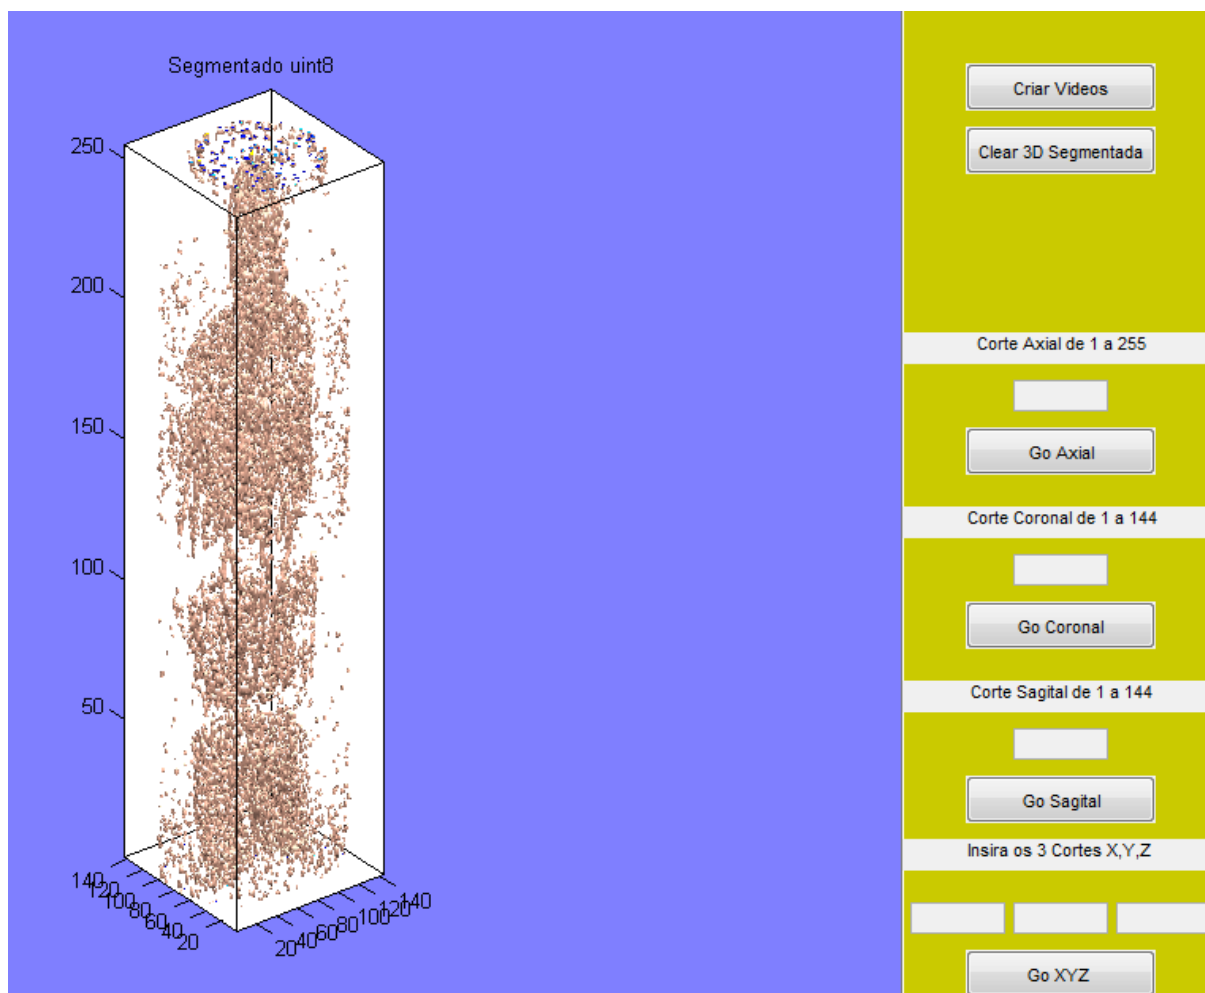 Segmentado uint8
250
200
150
100
50
140
120
100
80
60
40
20
20
40
60
80
100
120
140
Criar Videos
Clear 3D Segmentada
Corte Axial de 1 a 255
Go Axial
Corte Coronal de 1 a 144
Go Coronal
Corte Sagital de 1 a 144
Go Sagital
Insira os 3 Cortes X,Y,Z
Go XYZ